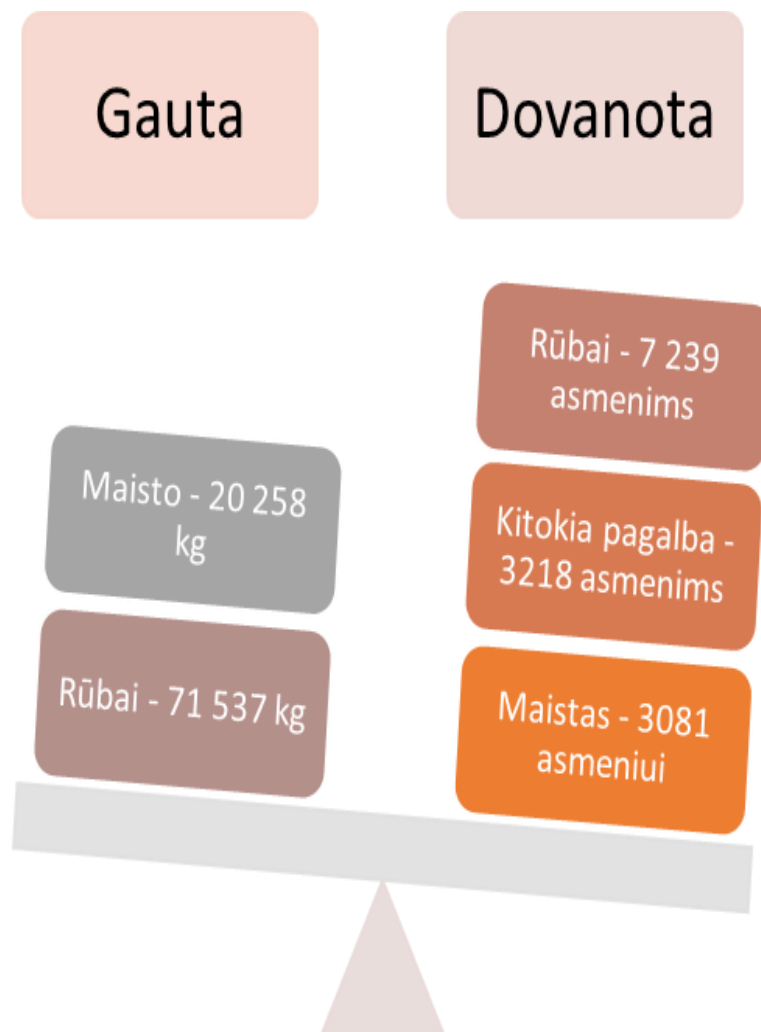 Gauta
Dovanota
Maisto - 20 258
kg
Rūbai - 71 537 kg
Rūbai - 7 239
asmenims
Kitokia pagalba -
3218 asmenims
Maistas - 3081
asmeniui